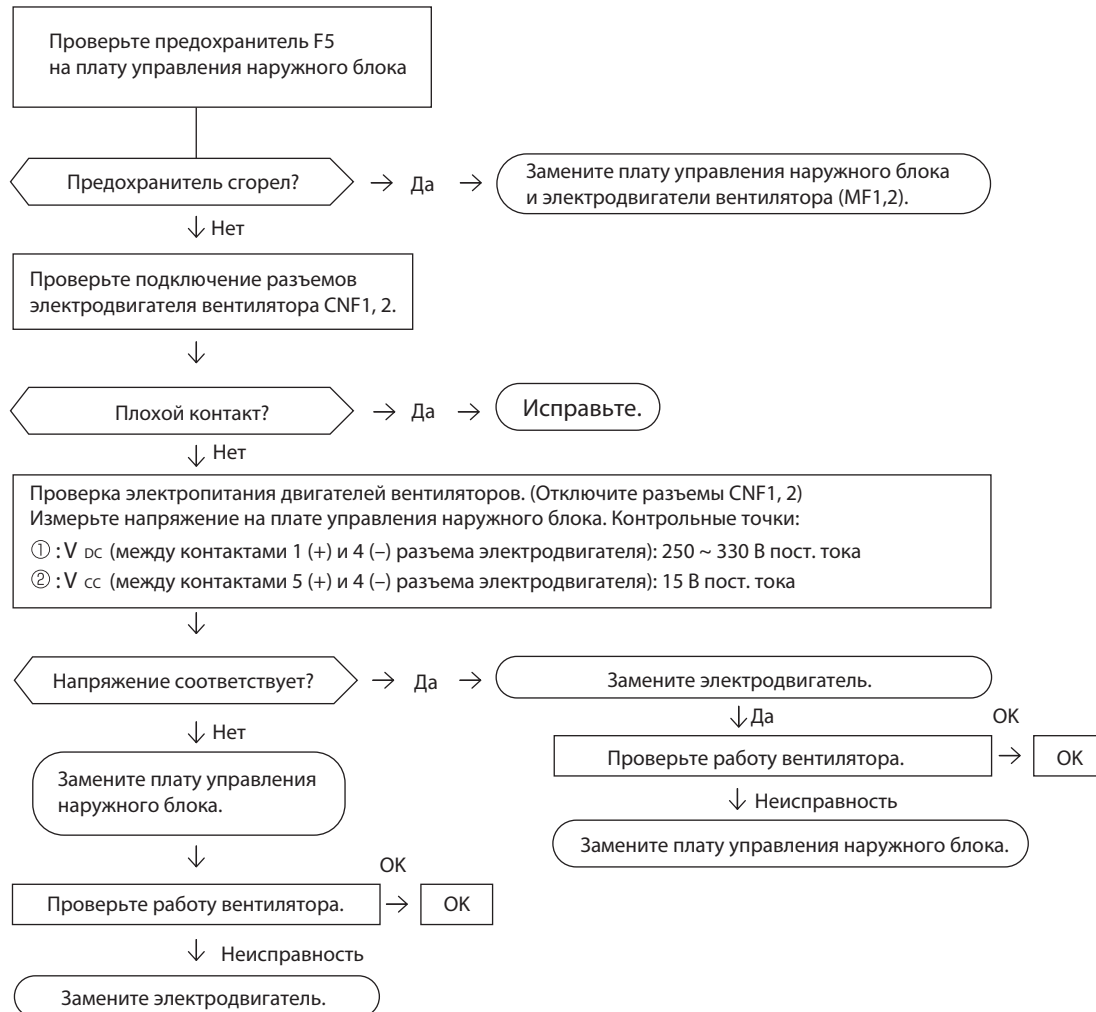 Проверьте предохранитель F5
на плату управления наружного блока
Предохранитель сгорел?
Да
Замените плату управления наружного блока
и электродвигатели вентилятора (MF1,2).
Нет
Проверьте подключение разъемов
электродвигателя вентилятора CNF1, 2.
Плохой контакт?
Да
Исправьте.
Нет
Проверка электропитания двигателей вентиляторов. (Отключите разъемы CNF1, 2)
Измерьте напряжение на плате управления наружного блока. Контрольные точки:
① : V DC (между контактами 1 (+) и 4 (–) разъема электродвигателя): 250 ~ 330 В пост. тока
② : V CC (между контактами 5 (+) и 4 (–) разъема электродвигателя): 15 В пост. тока
Напряжение соответствует?
Да
Замените электродвигатель.
Да
OK
Проверьте работу вентилятора.
OK
Неисправность
Замените плату управления наружного блока.
Нет
Замените плату управления
наружного блока.
OK
Проверьте работу вентилятора.
OK
Неисправность
Замените электродвигатель.